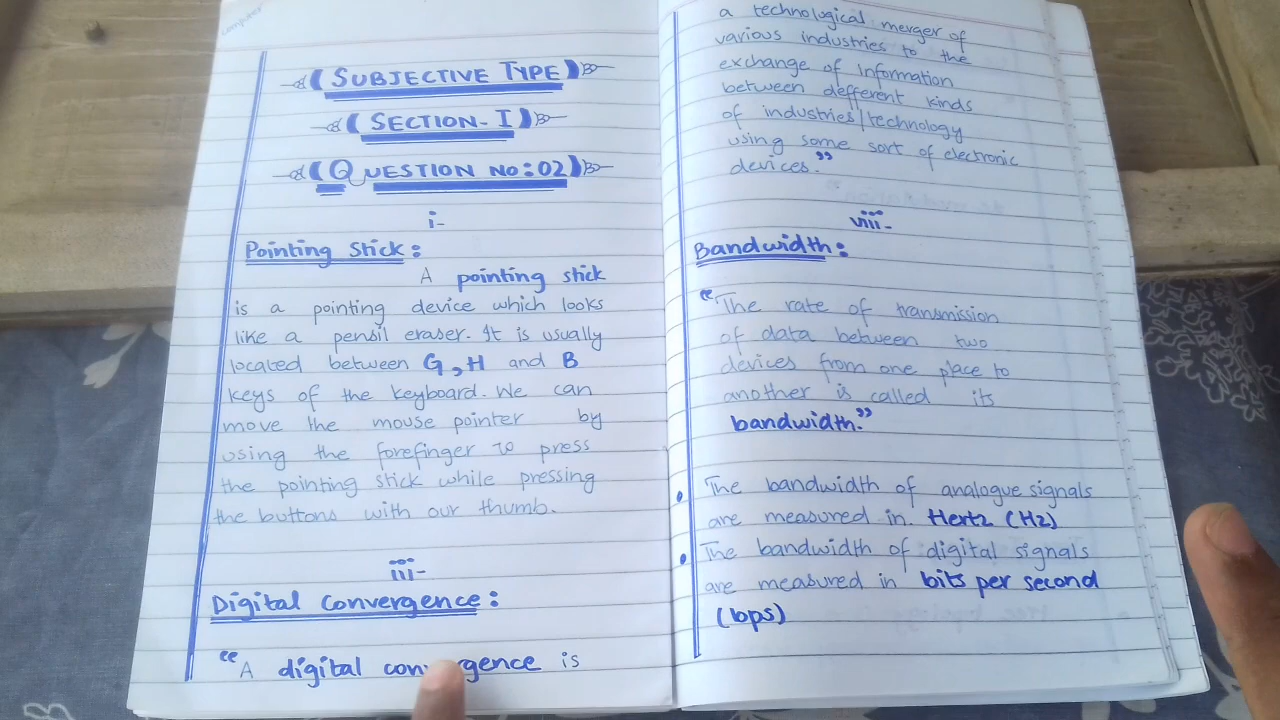 computer
SUBJECTIVE TYPE
SECTION-I
QUESTION NO:02
i-
Pointing Stick:
A pointing stick
is a pointing device which looks
like a pensil eraser. It is usually
located between G,H and B
keys of the keyboard. We can
move the mouse pointer by
using the forefinger to press
the pointing stick while pressing
the buttons with our thumb.
iii-
Digital Convergence:
"A digital convergence is
a technological merger of
various industries to the
exchange of Information
between defferent kinds
of industries/technology
using some sort of electronic
devices."
viii-
Bandwidth:
"The rate of transmission
of data between two
devices from one place to
another is called its
bandwidth."
• The bandwidth of analogue signals
are measured in Hertz (Hz)
• The bandwidth of digital signals
are measured in bits per second
(bps)